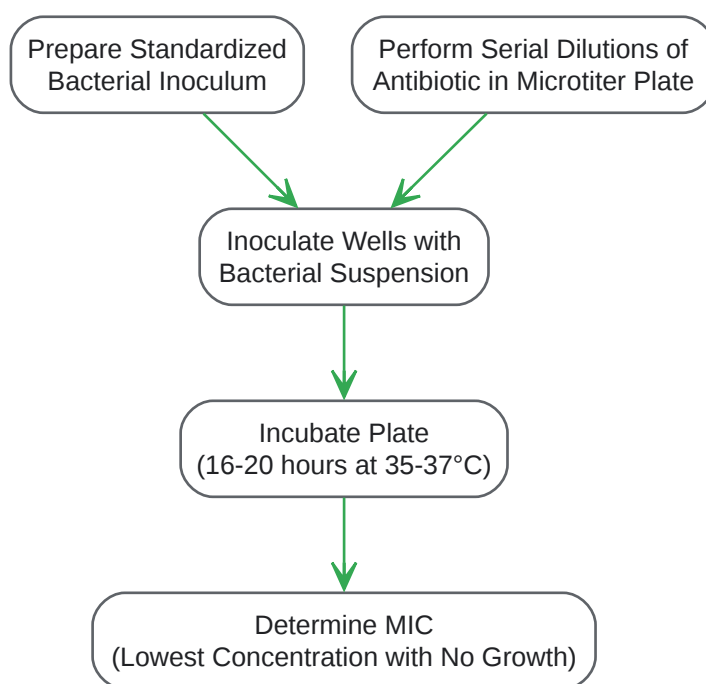 Prepare Standardized
Bacterial Inoculum
Perform Serial Dilutions of
Antibiotic in Microtiter Plate
Inoculate Wells with
Bacterial Suspension
Incubate Plate
(16-20 hours at 35-37°C)
Determine MIC
(Lowest Concentration with No Growth)